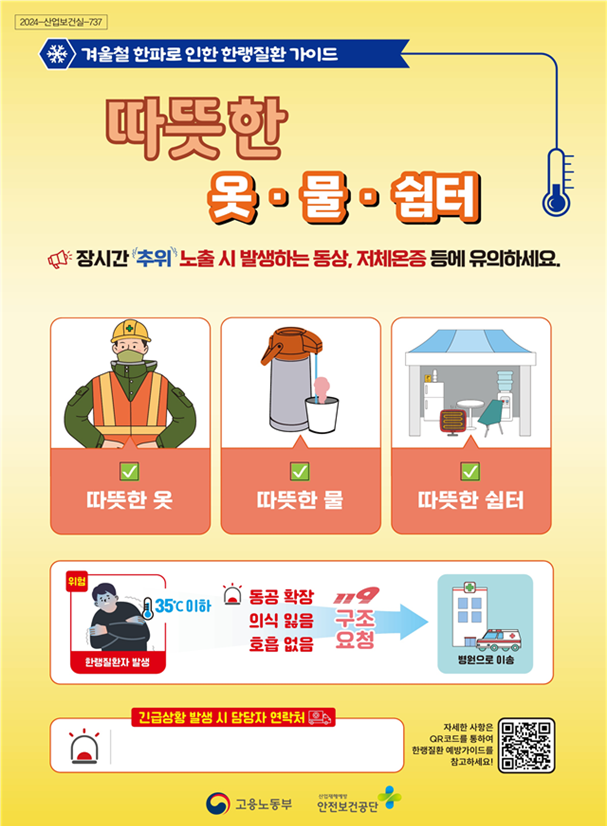 2024-산업보건실-737
겨울철 한파로 인한 한랭질환 가이드
따뜻한
옷·물·쉼터
장시간 "추위" 노출 시 발생하는 동상, 저체온증 등에 유의하세요.
따뜻한 옷
따뜻한 물
따뜻한 쉼터
위험
35℃ 이하
한랭질환자 발생
동공 확장
의식 잃음
호흡 없음
119
구조
요청
병원으로 이송
긴급상황 발생 시 담당자 연락처
자세한 사항은
QR코드를 통하여
한랭질환 예방가이드를
참고하세요!
고용노동부
산업재해예방
안전보건공단